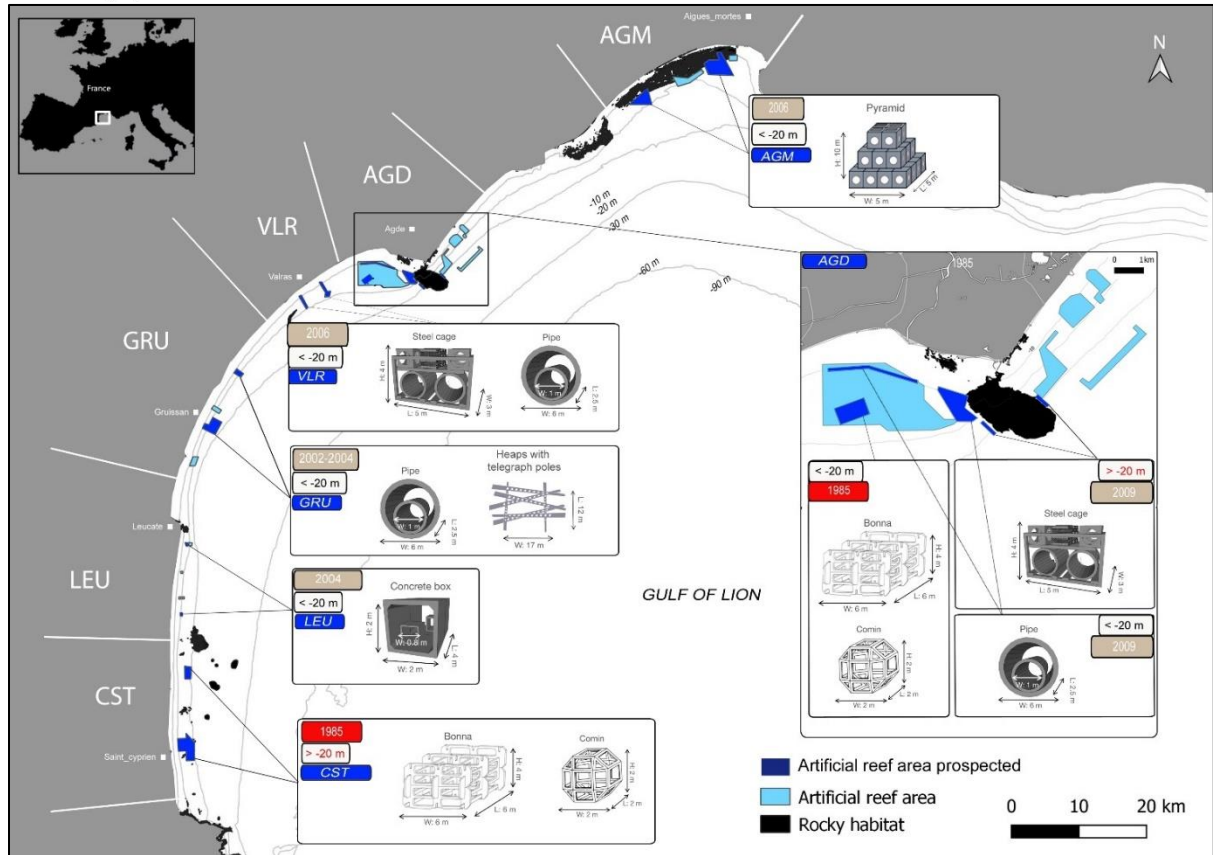 France
Aigues_mortes
AGM
N
2006
< -20 m
AGM
Pyramid
H: 10 m
L: 5 m
W: 5 m
AGD
Agde
-10 m
-20 m
-30 m
-60 m
-90 m
VLR
Valras
2006
< -20 m
VLR
Steel cage
H: 4 m
L: 5 m
W: 3 m
Pipe
W: 1 m
W: 6 m
L: 2.5 m
GRU
Gruissan
2002-2004
< -20 m
GRU
Pipe
W: 1 m
W: 6 m
L: 2.5 m
Heaps with
telegraph poles
L: 12 m
W: 17 m
Leucate
LEU
2004
< -20 m
LEU
Concrete box
H: 2 m
W: 0.8 m
L: 4 m
W: 2 m
GULF OF LION
CST
Saint_cyprien
1985
> -20 m
CST
Bonna
H: 4 m
L: 6 m
W: 6 m
Comin
H: 2 m
L: 2 m
W: 2 m
AGD
1985
0 1km
< -20 m
1985
Bonna
H: 4 m
L: 6 m
W: 6 m
Comin
H: 2 m
L: 2 m
W: 2 m
> -20 m
2009
Steel cage
H: 4 m
L: 5 m
W: 3 m
< -20 m
2009
Pipe
W: 1 m
W: 6 m
L: 2.5 m
Artificial reef area prospected
Artificial reef area
Rocky habitat
0 10 20 km